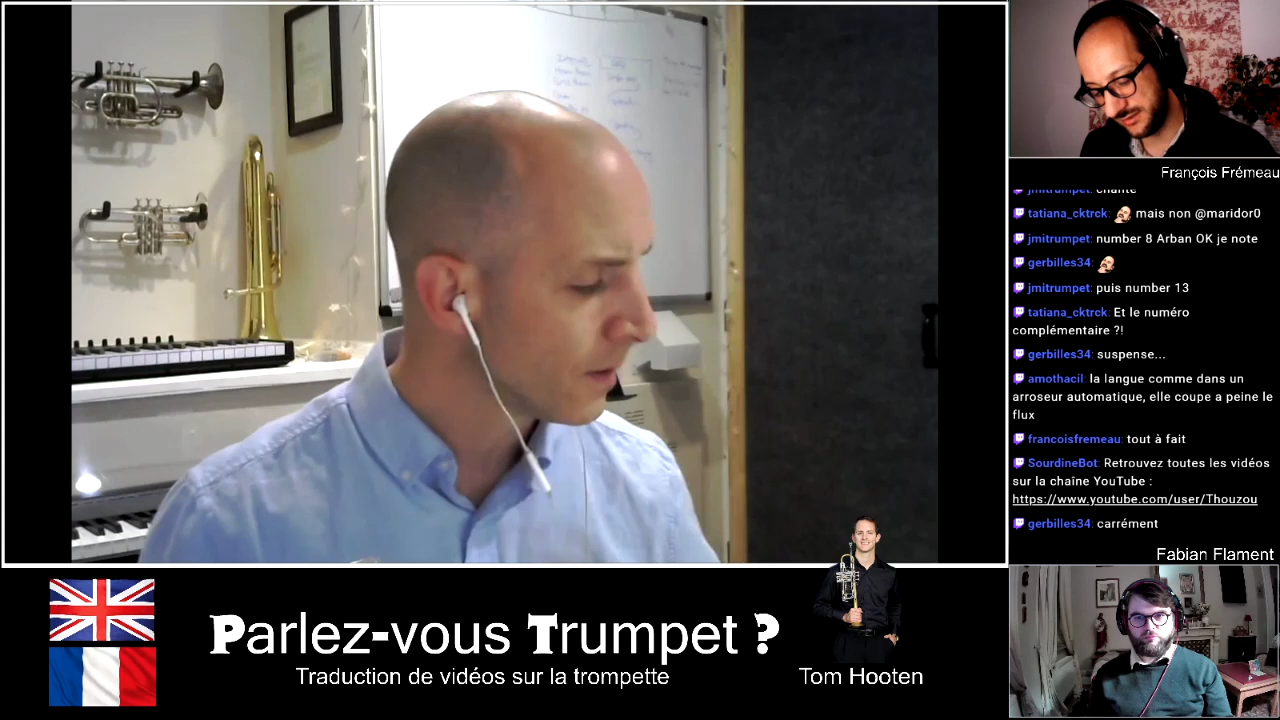 François Frémeau
jmitrumpet: chante
tatiana_cktrck: mais non @maridor0
jmitrumpet: number 8 Arban OK je note
gerbilles34:
jmitrumpet: puis number 13
tatiana_cktrck: Et le numéro
complémentaire ?!
gerbilles34: suspense...
amothacil: la langue comme dans un
arroseur automatique, elle coupe a peine le
flux
francoisfremeau: tout à fait
SourdineBot: Retrouvez toutes les vidéos
sur la chaîne YouTube :
https://www.youtube.com/user/Thouzou
gerbilles34: carrément
Fabian Flament
Parlez-vous Trumpet ?
Traduction de vidéos sur la trompette
Tom Hooten